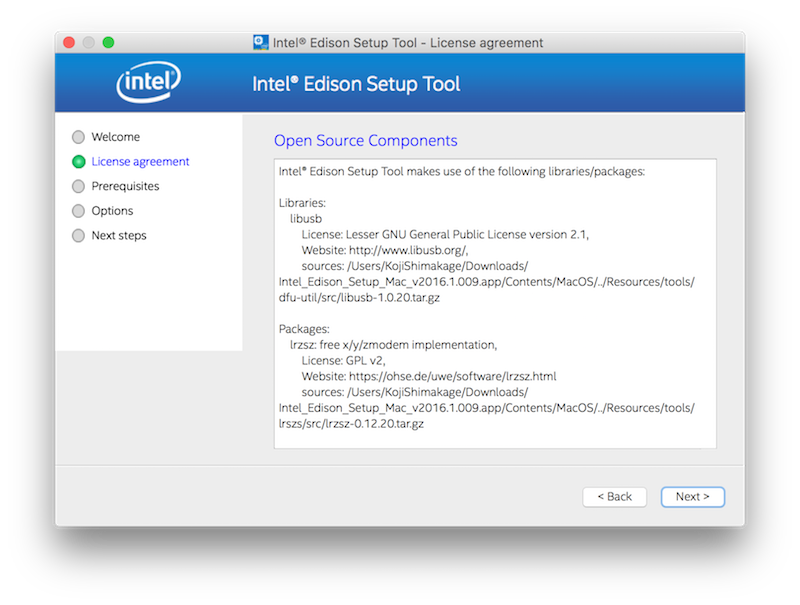 Intel® Edison Setup Tool - License agreement
intel®
Intel® Edison Setup Tool
Welcome
License agreement
Prerequisites
Options
Next steps
Open Source Components
Intel® Edison Setup Tool makes use of the following libraries/packages:
Libraries:
libusb
License: Lesser GNU General Public License version 2.1,
Website: http://www.libusb.org/,
sources: /Users/KojiShimakage/Downloads/
Intel_Edison_Setup_Mac_v2016.1.009.app/Contents/MacOS/../Resources/tools/
dfu-util/src/libusb-1.0.20.tar.gz
Packages:
lrzsz: free x/y/zmodem implementation,
License: GPL v2,
Website: https://ohse.de/uwe/software/lrzsz.html
sources: /Users/KojiShimakage/Downloads/
Intel_Edison_Setup_Mac_v2016.1.009.app/Contents/MacOS/../Resources/tools/
lrszs/src/lrzsz-0.12.20.tar.gz
< Back
Next >